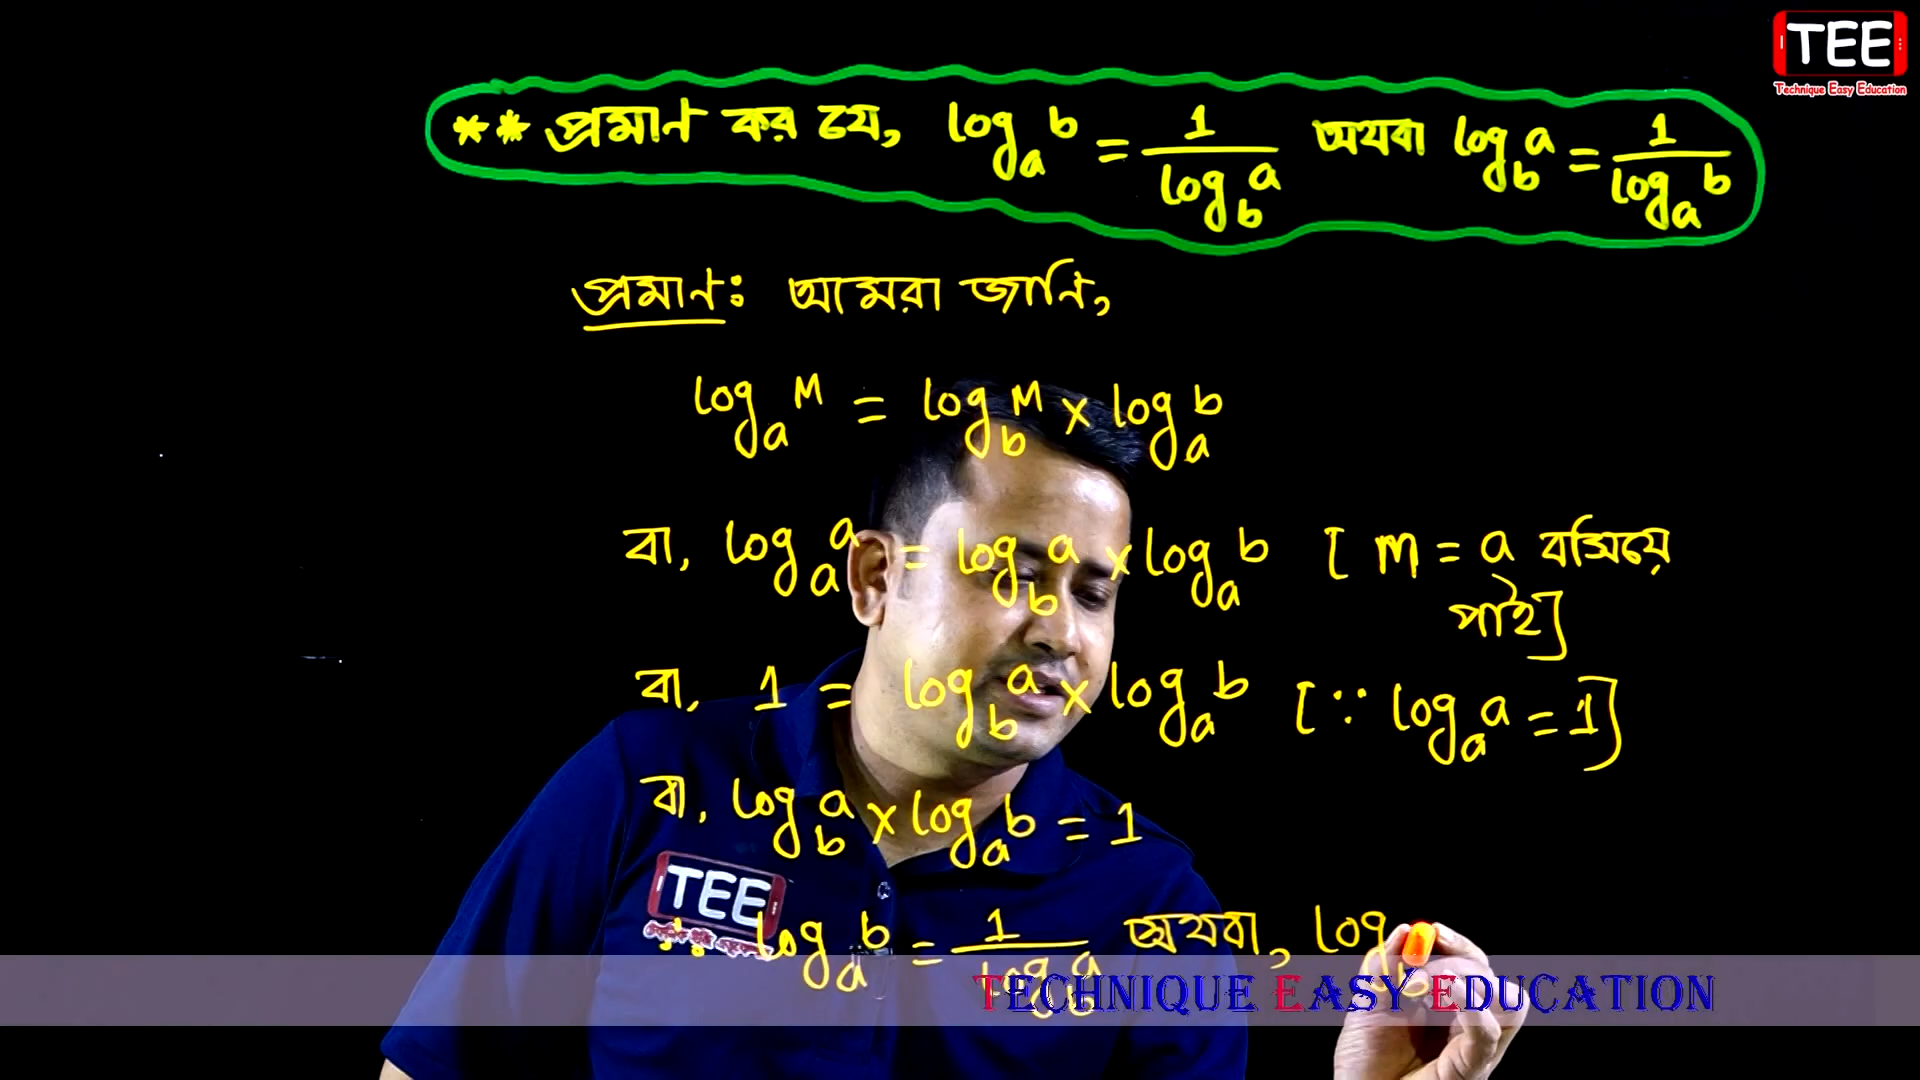 TEE
Technique Easy Education
** প্রমাণ কর যে, log_a b = 1/log_b a অথবা log_b a = 1/log_a b
প্রমাণ: আমরা জানি,
log_a M = log_b M x log_a b
বা, log_a a = log_b a x log_a b [ M = a বসিয়ে
পাই]
বা, 1 = log_b a x log_a b [∵ log_a a = 1]
বা, log_b a x log_a b = 1
TEE
∴ log_a b = 1/log_b a অথবা, log_b
TECHNIQUE EASY EDUCATION